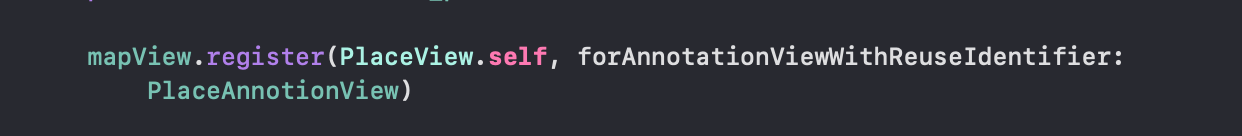 mapView.register(PlaceView.self, forAnnotationViewWithReuseIdentifier:
PlaceAnnotionView)